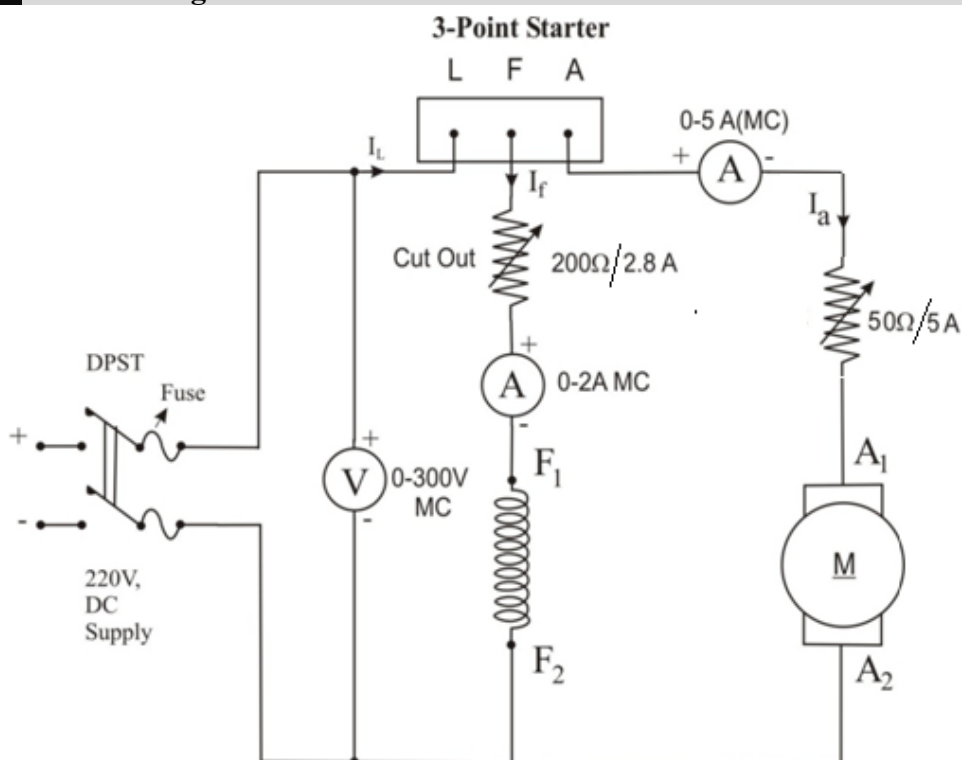 3-Point Starter
L F A
0-5 A(MC)
+ A -
I_L
I_f
I_a
Cut Out
200Ω/2.8 A
50Ω/5A
+
A
0-2A MC
-
DPST
Fuse
+
-
+
V
0-300V
MC
-
F₁
A₁
M
220V,
DC
Supply
F₂
A₂